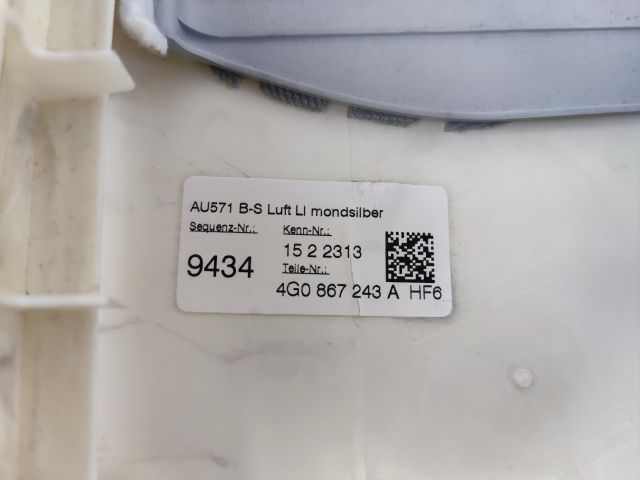 AU571 B-S Luft LI mondsilber
Sequenz-Nr.: Kenn-Nr.:
15 2 2313
9434 Teile-Nr.:
4G0 867 243 A HF6